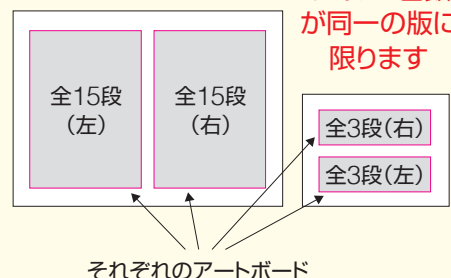 が同一の版に
限ります
全15段
(左)
全15段
(右)
全3段(右)
全3段(左)
それぞれのアートボード